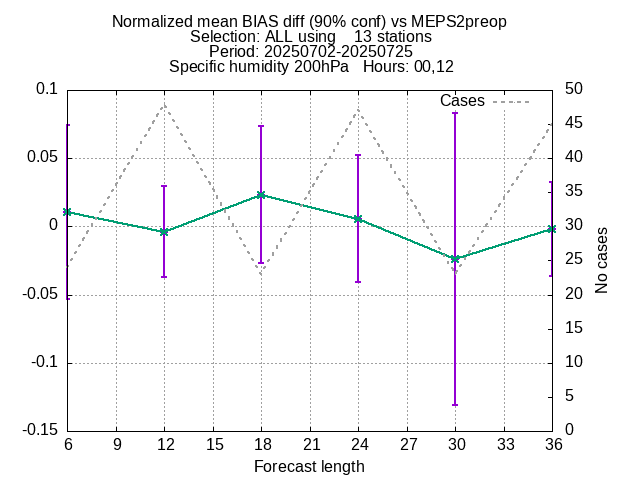 Normalized mean BIAS diff (90% conf) vs MEPS2preop
Selection: ALL using    13 stations
Period: 20250702-20250725
Specific humidity 200hPa   Hours: 00,12
Cases
0.1
0.05
0
-0.05
-0.1
-0.15
50
45
40
35
30
25
20
15
10
5
0
No cases
6 9 12 15 18 21 24 27 30 33 36
Forecast length